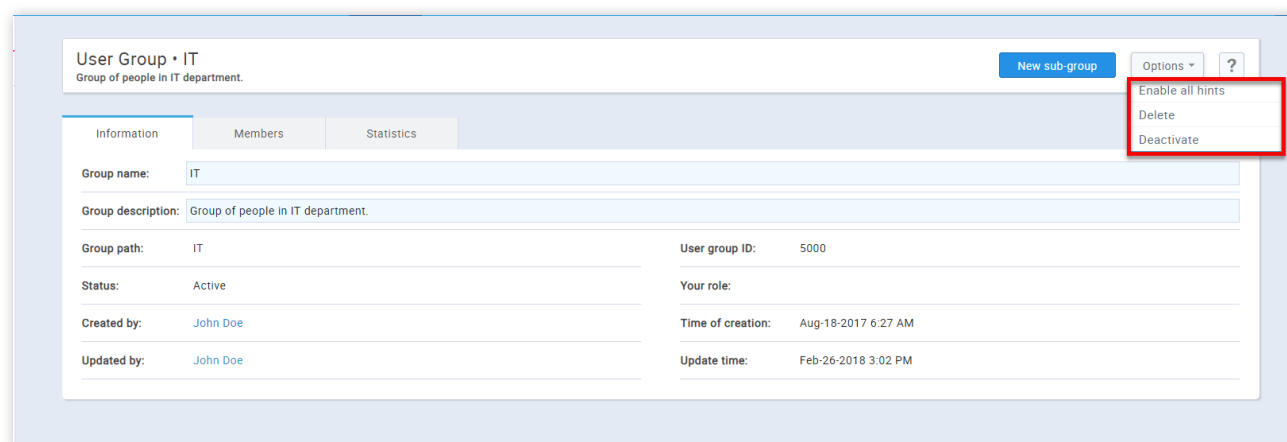 User Group • IT
Group of people in IT department.
New sub-group
Options
?
Enable all hints
Delete
Deactivate
Information Members Statistics
Group name: IT
Group description: Group of people in IT department.
Group path: IT User group ID: 5000
Status: Active Your role:
Created by: John Doe Time of creation: Aug-18-2017 6:27 AM
Updated by: John Doe Update time: Feb-26-2018 3:02 PM